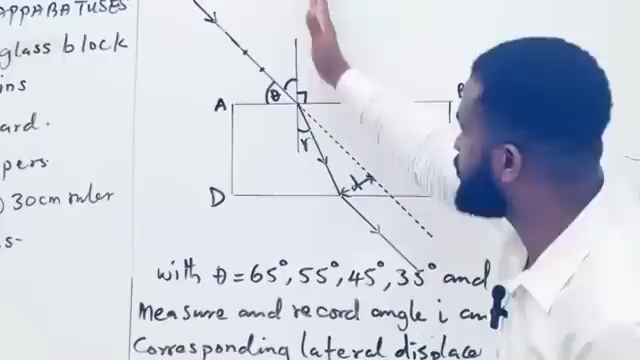 APPARATUSES
glass block
ins
ard.
pers
30cm ruler
s-
A
θ
B
r
d
D
with θ = 65°, 55°, 45°, 35° and
Measure and record angle i an
Corresponding lateral displace